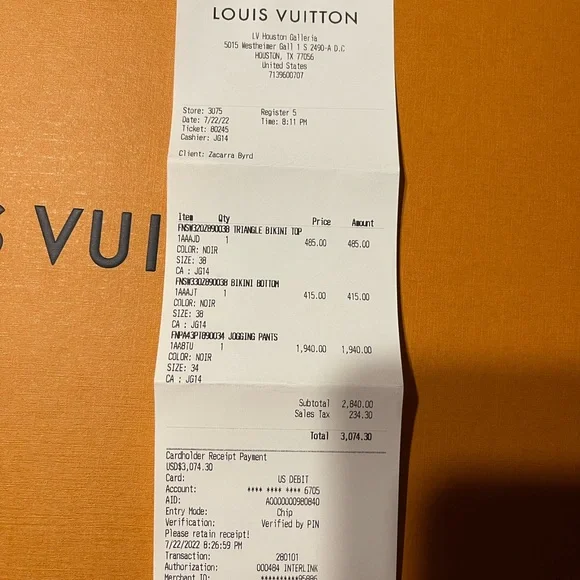 LOUIS VUITTON
LV Houston Galleria
5015 Westheimer Gall 1 S 2490-A D.C
HOUSTON, TX 77056
United States
7139600707
Store: 3U75 Register 5
Date: 7/22/22 Time: 8:11 PM
Ticket: 80245
Cashier: JG14
Client: Zacarra Byrd
S VUI
Item Qty Price Amount
FNSW32OZ890038 TRIANGLE BIKINI TOP
1AAAJD 1 485.00 485.00
COLOR: NOIR
SIZE: 38
CA : JG14
FNSW33OZ890038 BIKINI BOTTOM
1AAAJT 1 415.00 415.00
COLOR: NOIR
SIZE: 38
CA : JG14
FNPA43PT890034 JOGGING PANTS
1AABTU 1 1,940.00 1,940.00
COLOR: NOIR
SIZE: 34
CA : JG14
Subtotal 2,840.00
Sales Tax 234.30
Total 3,074.30
Cardholder Receipt Payment
USD$3,074.30
Card: US DEBIT
Account: **** **** **** 6705
AID: A0000000980840
Entry Mode: Chip
Verification: Verified by PIN
Please retain receipt!
7/22/2022 8:26:59 PM
Transaction: 280101
Authorization: 000484 INTERLINK
Merchant ID: